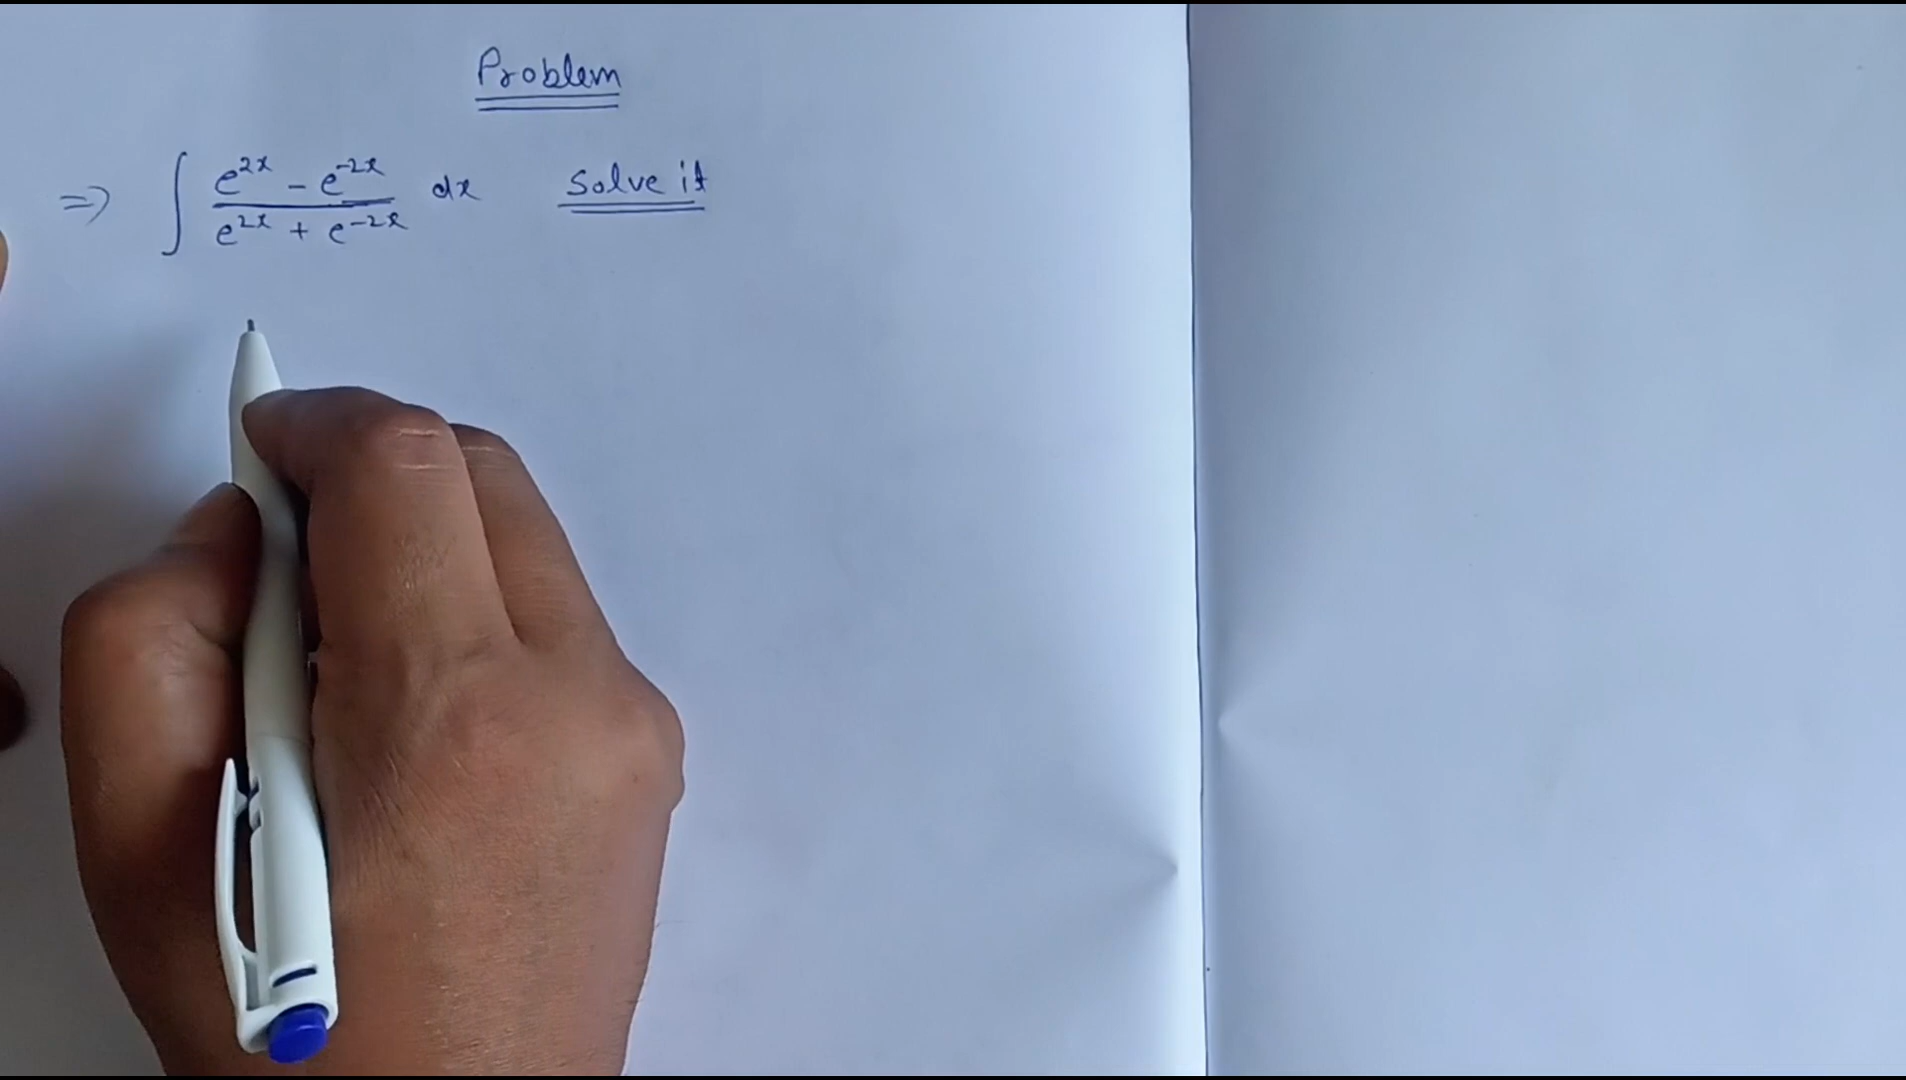 Problem
⇒ ∫ (e^{2x} - e^{-2x}) / (e^{2x} + e^{-2x}) dx Solve it